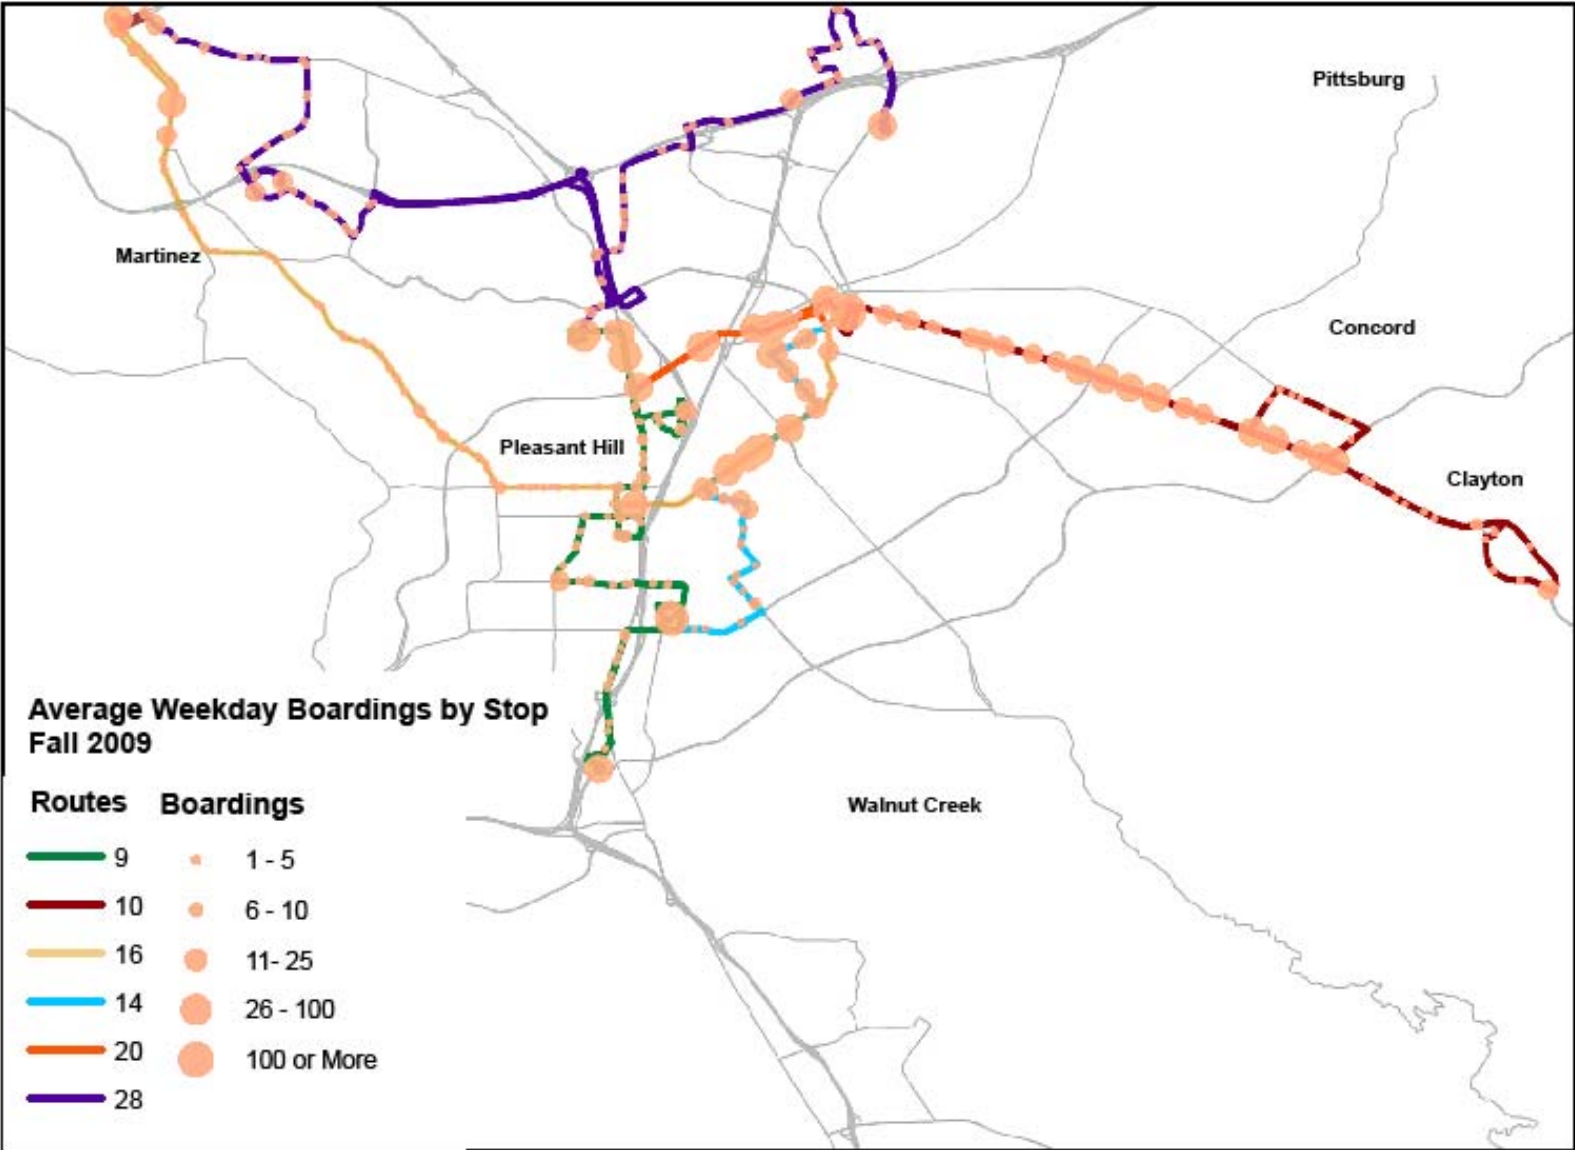 Pittsburg
Martinez
Concord
Pleasant Hill
Clayton
Average Weekday Boardings by Stop
Fall 2009
Walnut Creek
Routes Boardings
9 1 - 5
10 6 - 10
16 11- 25
14 26 - 100
20 100 or More
28